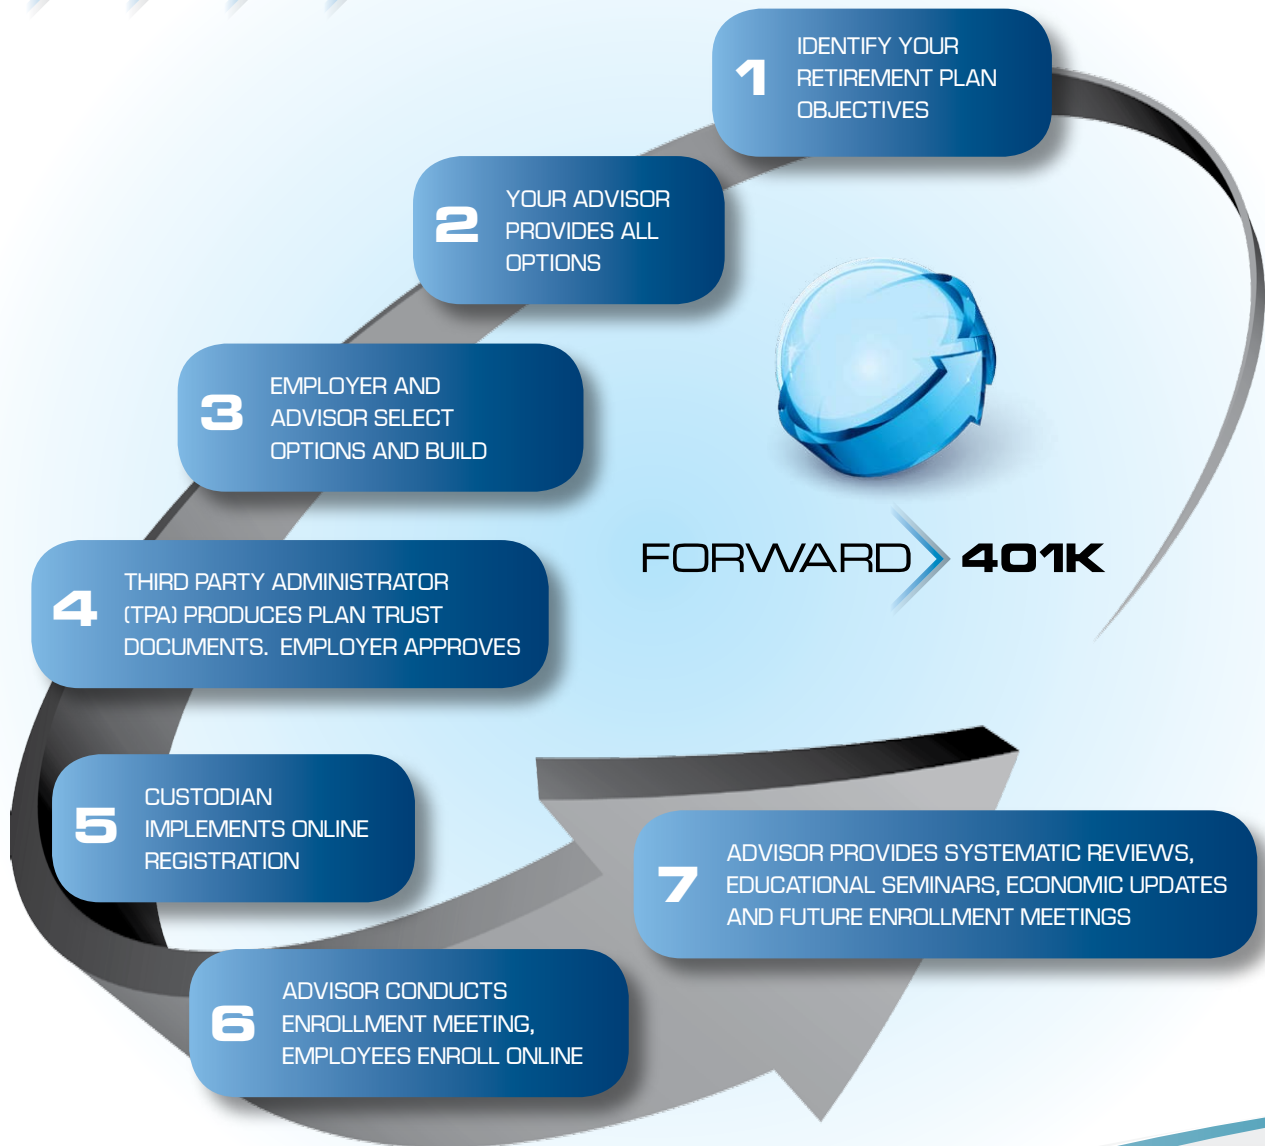 1
IDENTIFY YOUR
RETIREMENT PLAN
OBJECTIVES
2
YOUR ADVISOR
PROVIDES ALL
OPTIONS
3
EMPLOYER AND
ADVISOR SELECT
OPTIONS AND BUILD
FORWARD 401K
4
THIRD PARTY ADMINISTRATOR
(TPA) PRODUCES PLAN TRUST
DOCUMENTS. EMPLOYER APPROVES
5
CUSTODIAN
IMPLEMENTS ONLINE
REGISTRATION
6
ADVISOR CONDUCTS
ENROLLMENT MEETING,
EMPLOYEES ENROLL ONLINE
7
ADVISOR PROVIDES SYSTEMATIC REVIEWS,
EDUCATIONAL SEMINARS, ECONOMIC UPDATES
AND FUTURE ENROLLMENT MEETINGS